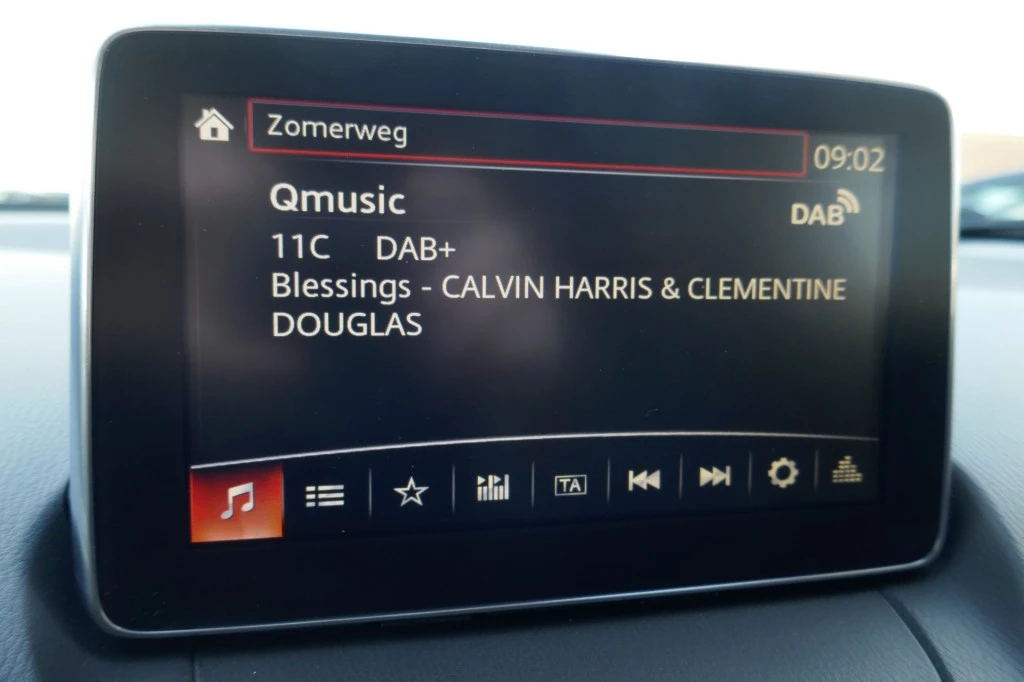 Zomerweg
09:02
Qmusic
DAB
11C DAB+
Blessings - CALVIN HARRIS & CLEMENTINE
DOUGLAS
TA